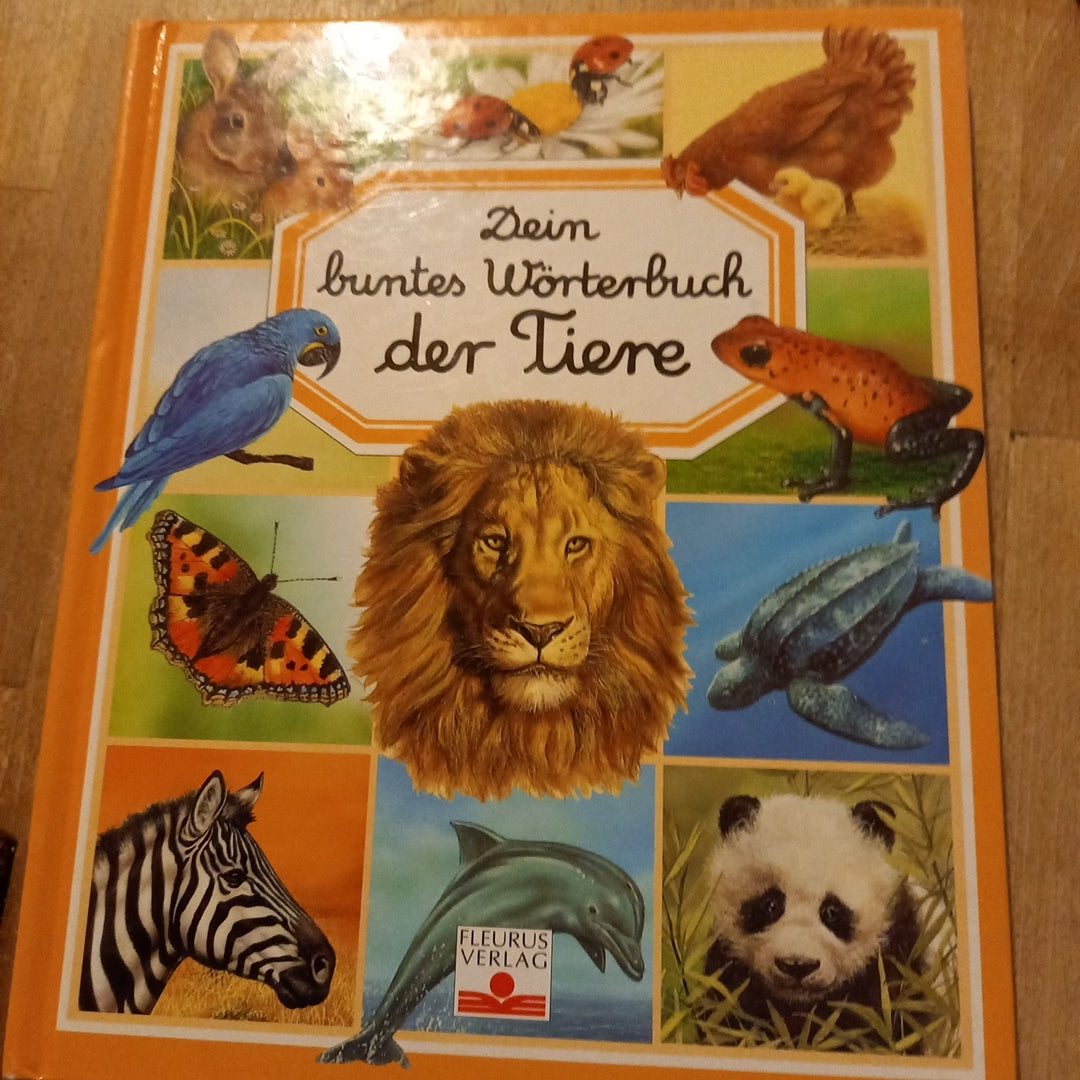 Dein
buntes Wörterbuch
der Tiere
FLEURUS
VERLAG